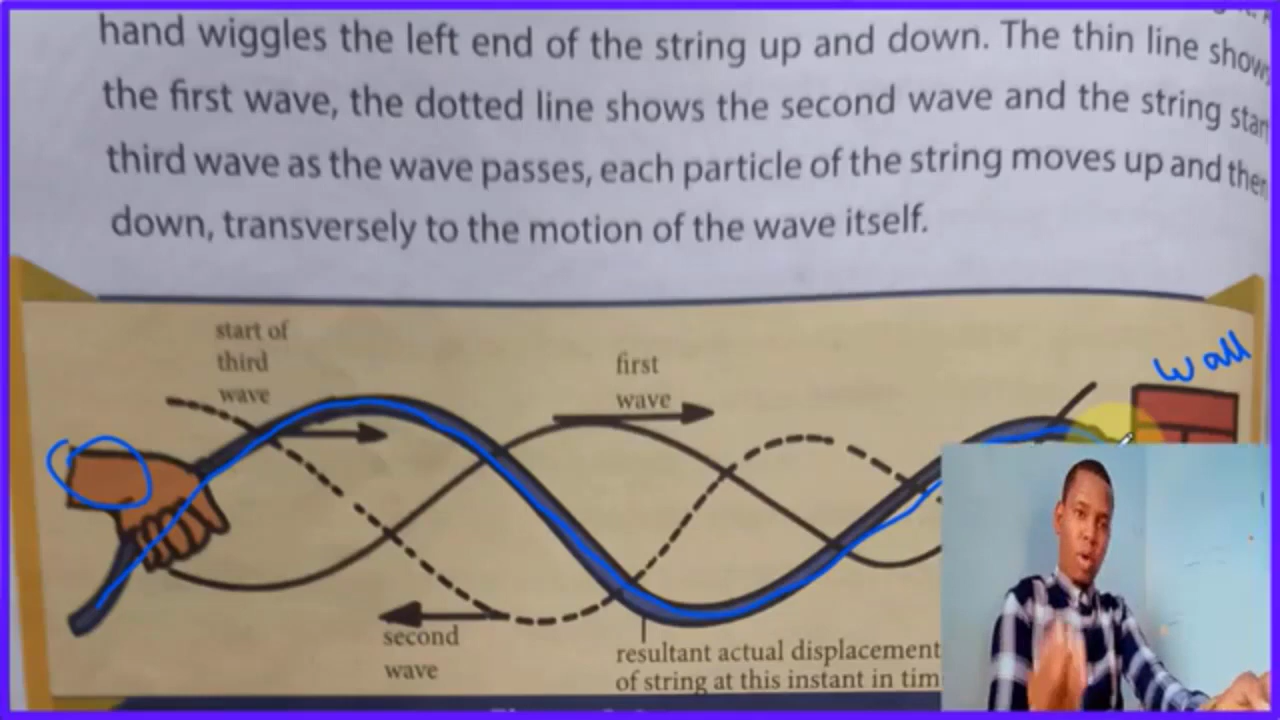 hand wiggles the left end of the string up and down. The thin line shows
the first wave, the dotted line shows the second wave and the string start
third wave as the wave passes, each particle of the string moves up and then
down, transversely to the motion of the wave itself.
start of
third
wave
first
wave
Wall
second
wave
resultant actual displacement
of string at this instant in tim